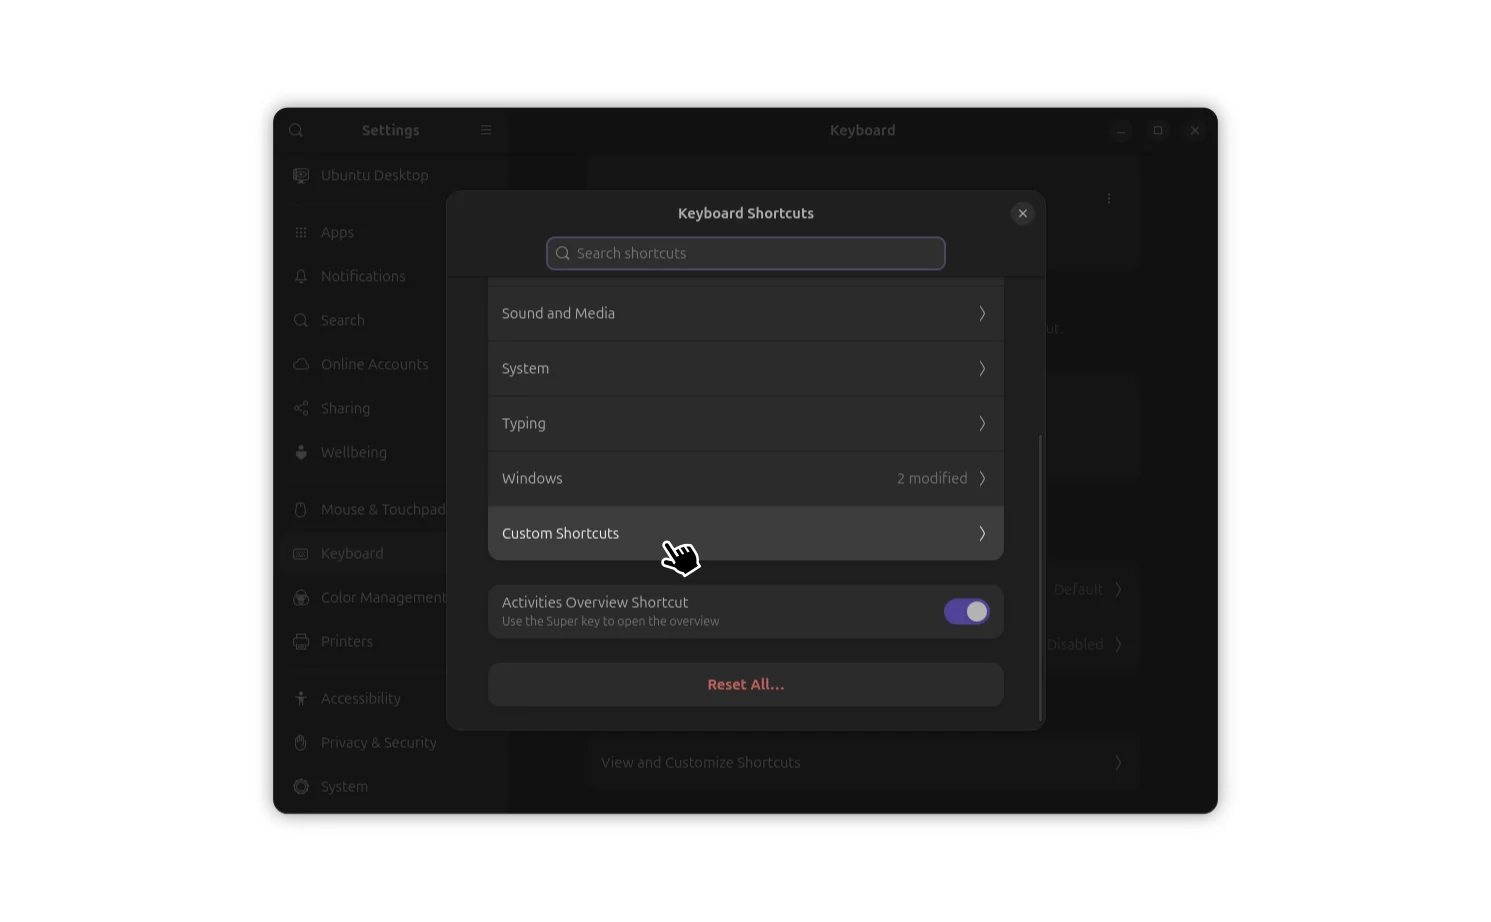 Settings
Keyboard
Ubuntu Desktop
Apps
Notifications
Search
Online Accounts
Sharing
Wellbeing
Mouse & Touchpad
Keyboard
Color Management
Printers
Accessibility
Privacy & Security
System
Keyboard Shortcuts
Search shortcuts
Sound and Media
System
Typing
Windows 2 modified
Custom Shortcuts
Activities Overview Shortcut
Use the Super key to open the overview
Reset All...
ut.
Default
Disabled
View and Customize Shortcuts